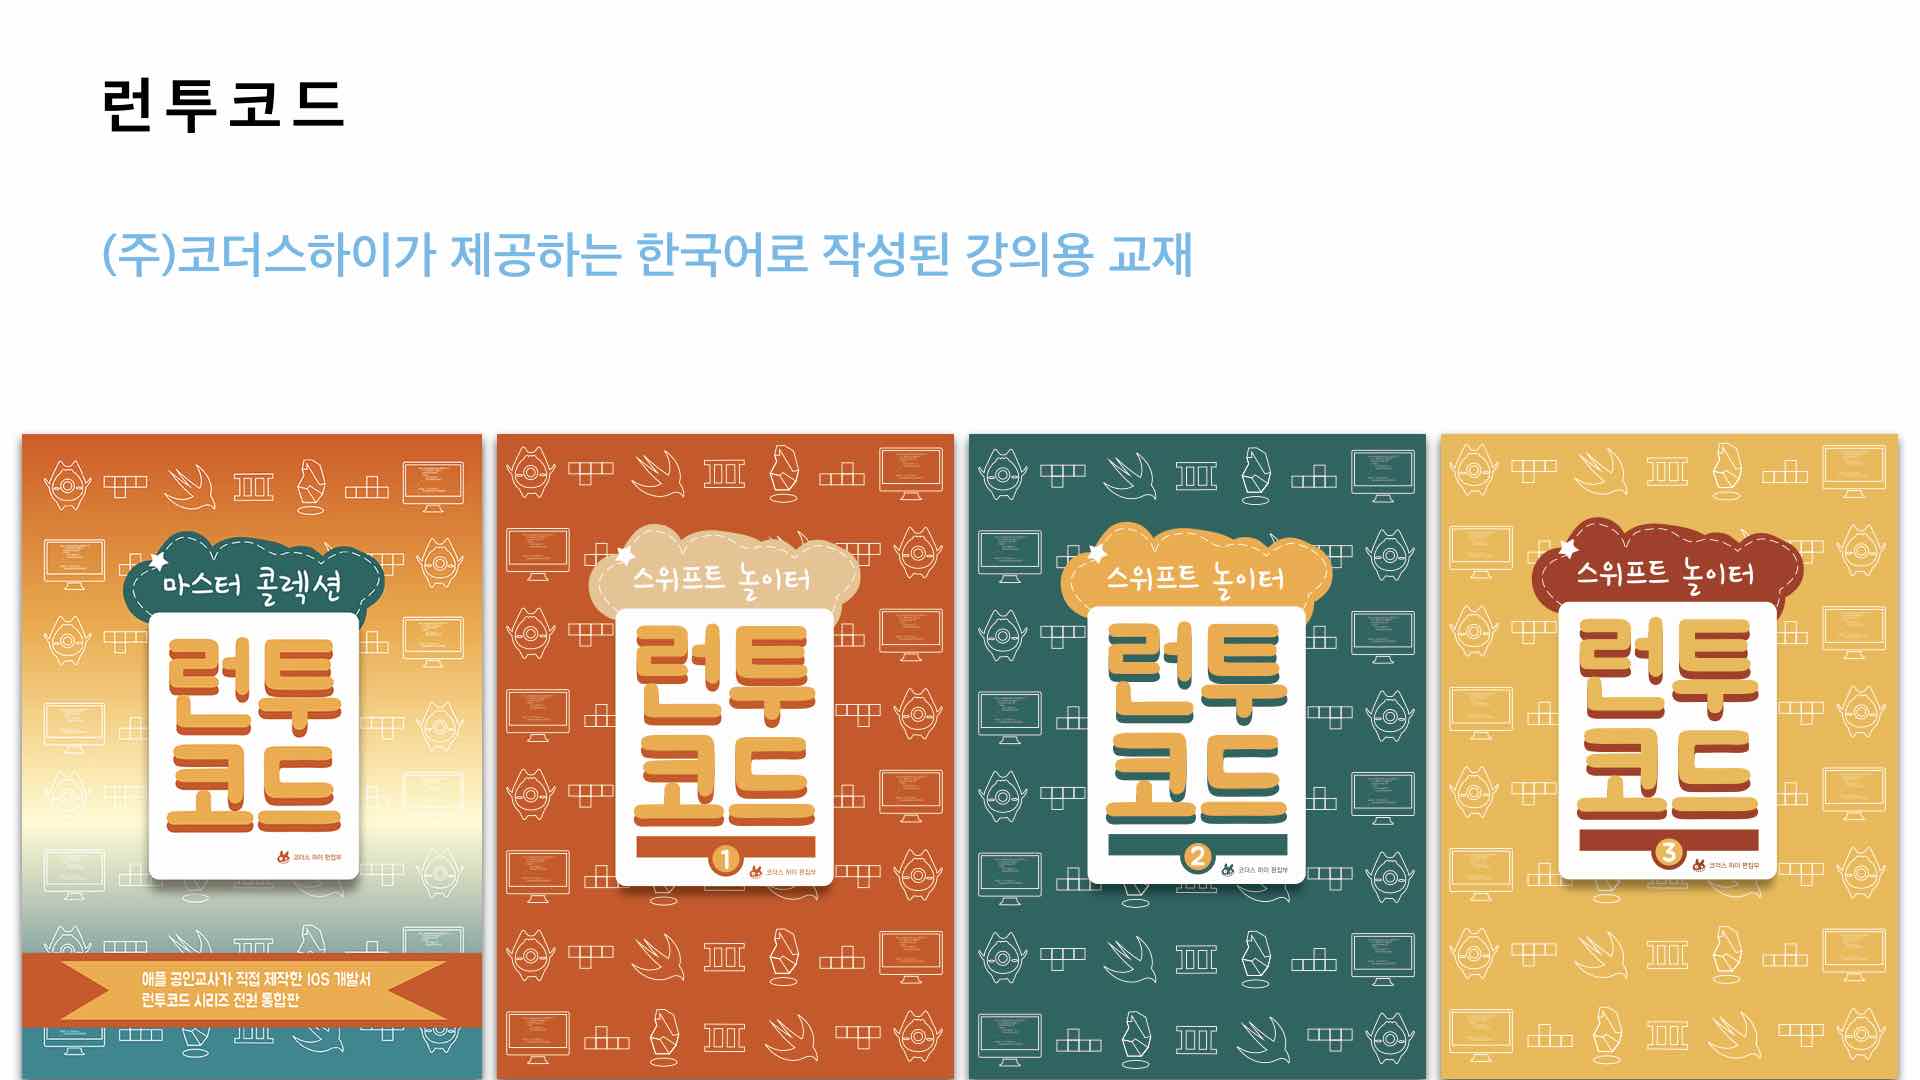 런투코드
(주)코더스하이가 제공하는 한국어로 작성된 강의용 교재
마스터 콜렉션
런투
코드
코더스 하이 편집부
애플 공인교사가 직접 제작한 IOS 개발서
런투코드 시리즈 전권 통합판
스위프트 놀이터
런투
코드
1
코더스 하이 편집부
스위프트 놀이터
런투
코드
2
코더스 하이 편집부
스위프트 놀이터
런투
코드
3
코더스 하이 편집부